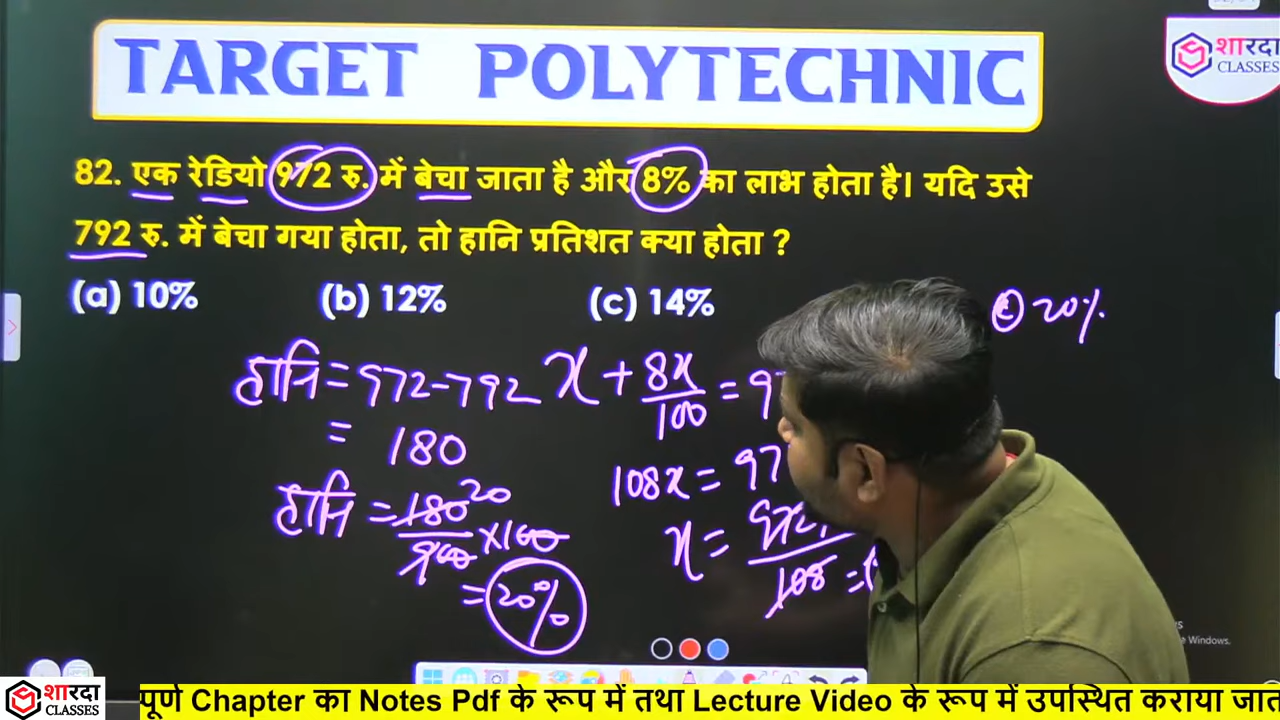 TARGET POLYTECHNIC
शारदा
CLASSES
82. एक रेडियो 972 रु. में बेचा जाता है और 8% का लाभ होता है। यदि उसे
792 रु. में बेचा गया होता, तो हानि प्रतिशत क्या होता ?
(a) 10% (b) 12% (c) 14%
20%
हानि = 972-792
= 180
हानि = 180/900 × 100 20
= 20%
x + 8x/100 =
108x =
x =
108
शारदा
CLASSES
पूर्ण Chapter का Notes Pdf के रूप में तथा Lecture Video के रूप में उपस्थित कराया